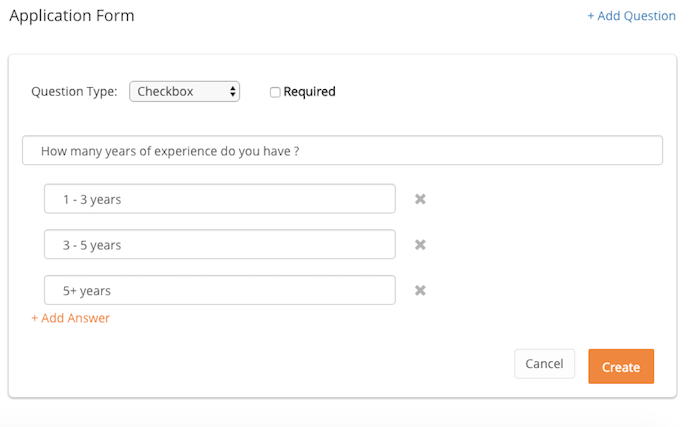 Application Form
+ Add Question
Question Type: Checkbox Required
How many years of experience do you have ?
1 - 3 years
3 - 5 years
5+ years
+ Add Answer
Cancel Create